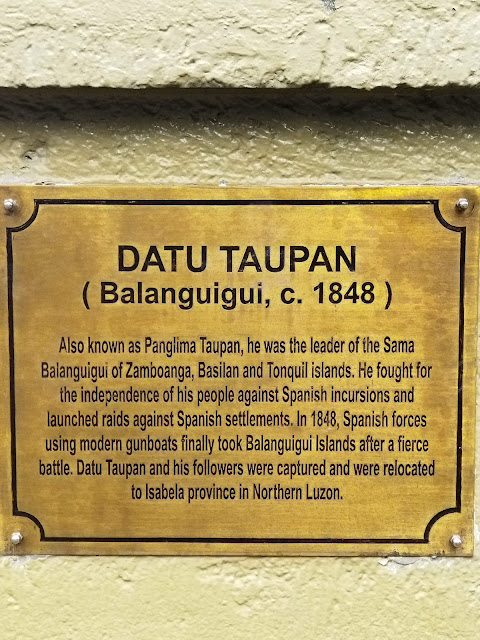 DATU TAUPAN
( Balanguigui, c. 1848 )
Also known as Panglima Taupan, he was the leader of the Sama
Balanguigui of Zamboanga, Basilan and Tonquil islands. He fought for
the independence of his people against Spanish incursions and
launched raids against Spanish settlements. In 1848, Spanish forces
using modern gunboats finally took Balanguigui Islands after a fierce
battle. Datu Taupan and his followers were captured and were relocated
to Isabela province in Northern Luzon.